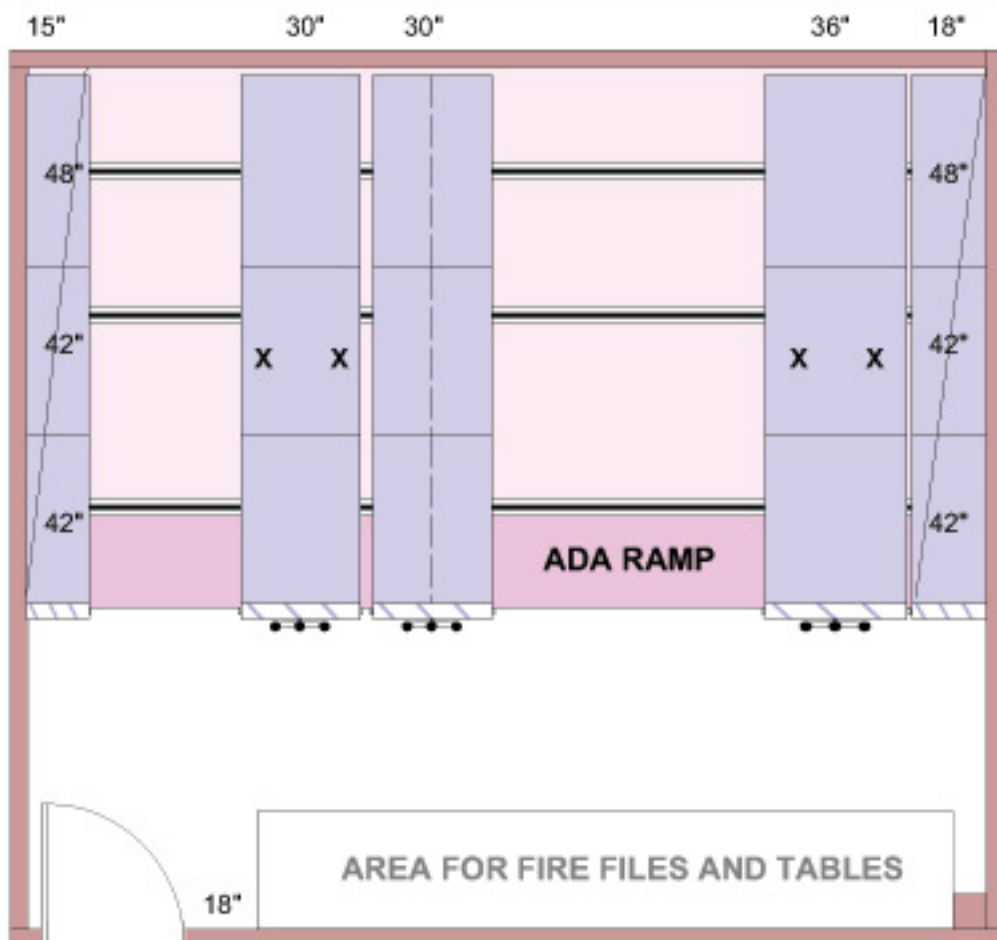 15" 30" 30" 36" 18"
48" 48"
42" X X X X 42"
42" 42"
ADA RAMP
AREA FOR FIRE FILES AND TABLES
18"